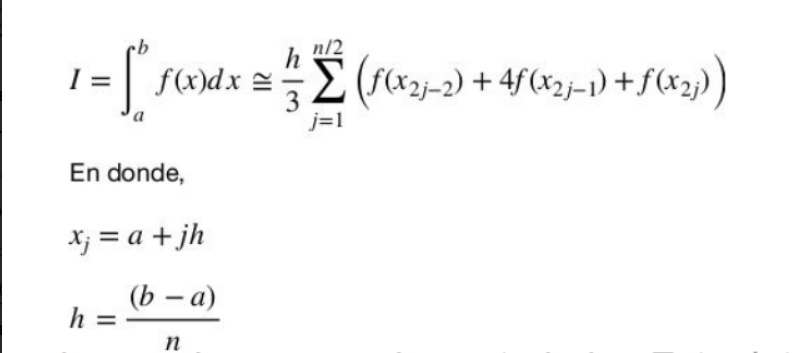 I = ∫_a^b f(x)dx ≅ h/3 ∑_{j=1}^{n/2} (f(x_{2j−2}) + 4f(x_{2j−1}) + f(x_{2j}))
En donde,
x_j = a + jh
h = (b − a)/n